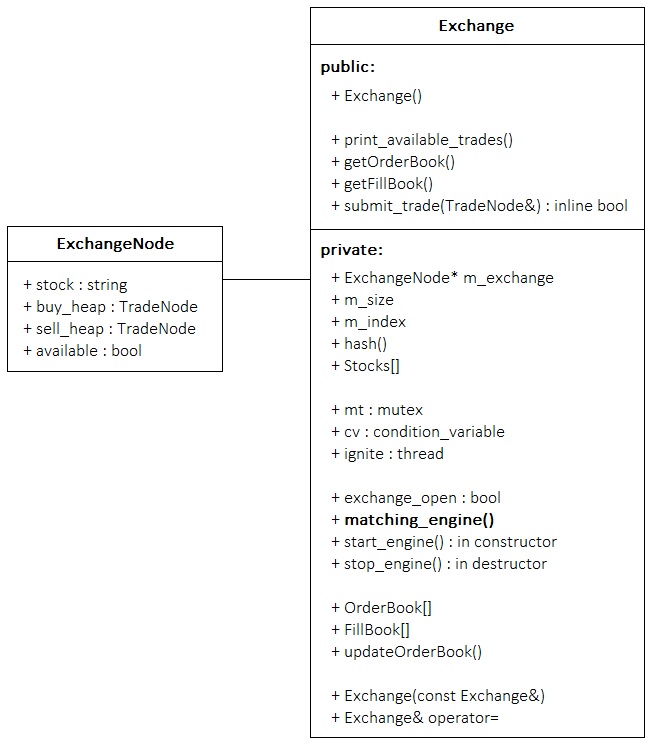 Exchange
public:
+ Exchange()
+ print_available_trades()
+ getOrderBook()
+ getFillBook()
+ submit_trade(TradeNode&) : inline bool
ExchangeNode
+ stock : string
+ buy_heap : TradeNode
+ sell_heap : TradeNode
+ available : bool
private:
+ ExchangeNode* m_exchange
+ m_size
+ m_index
+ hash()
+ Stocks[]
+ mt : mutex
+ cv : condition_variable
+ ignite : thread
+ exchange_open : bool
+ matching_engine()
+ start_engine() : in constructor
+ stop_engine() : in destructor
+ OrderBook[]
+ FillBook[]
+ updateOrderBook()
+ Exchange(const Exchange&)
+ Exchange& operator=